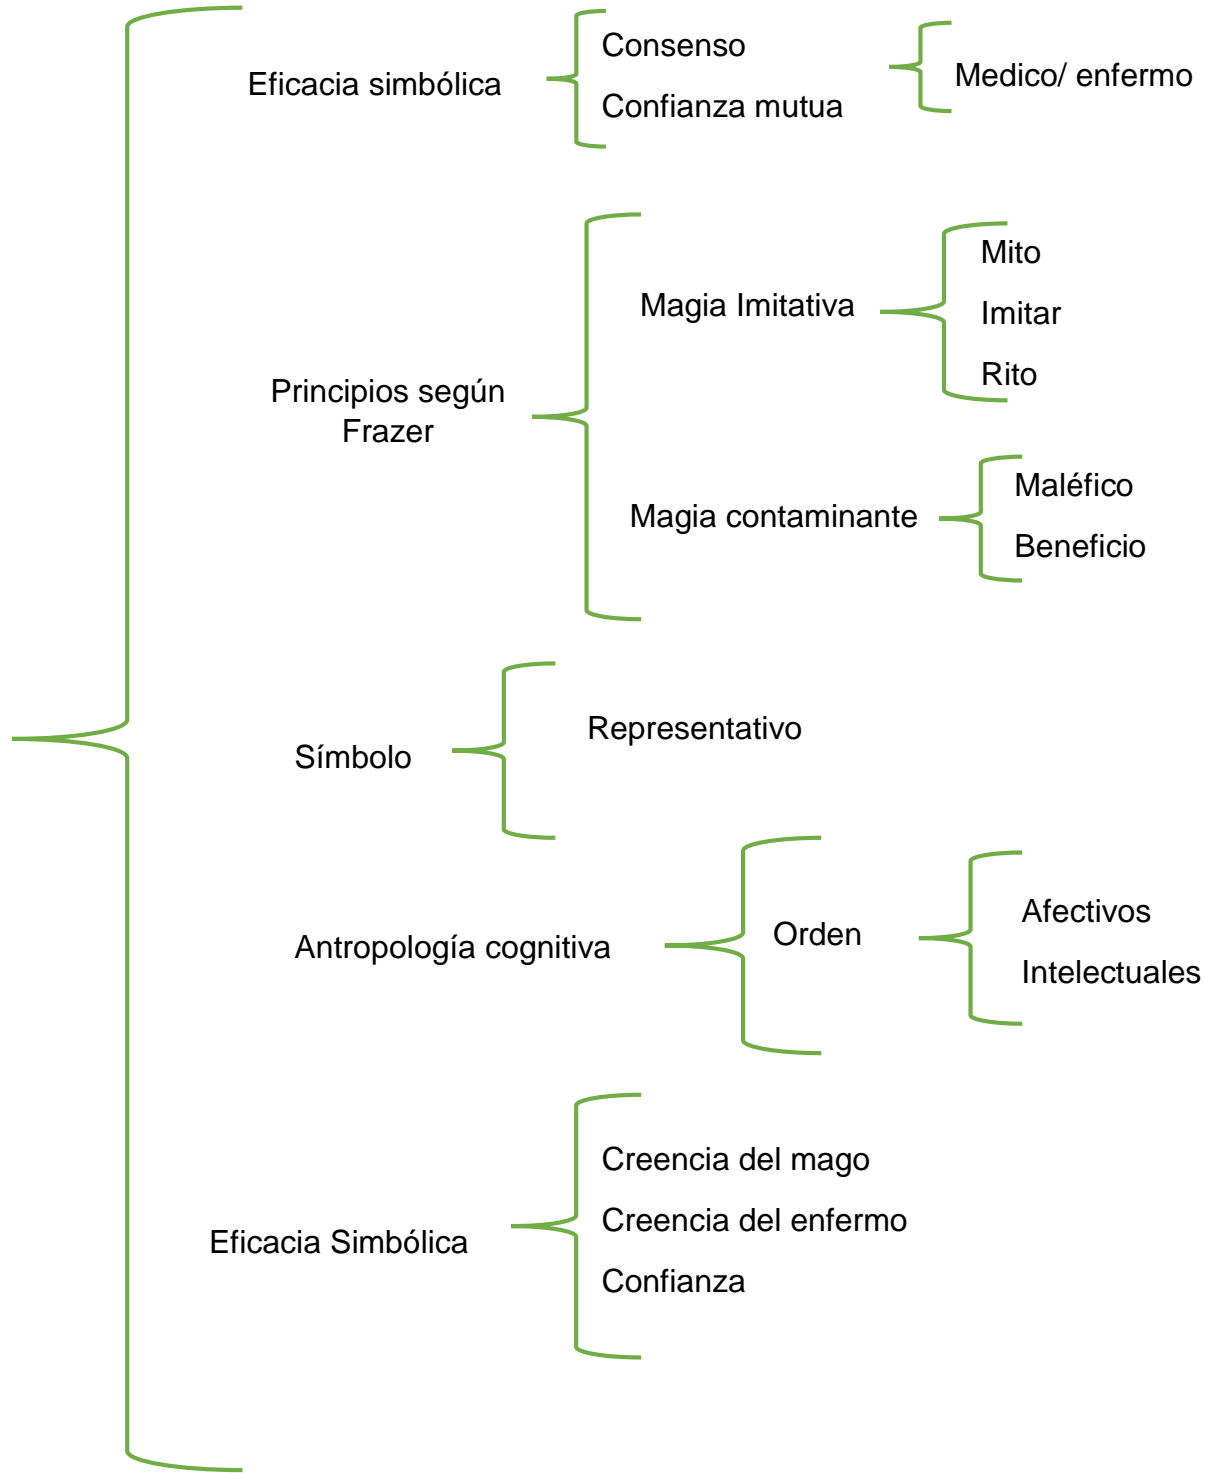 Eficacia simbólica
Consenso
Confianza mutua
Medico/ enfermo
Principios según
Frazer
Magia Imitativa
Mito
Imitar
Rito
Magia contaminante
Maléfico
Beneficio
Símbolo
Representativo
Antropología cognitiva
Orden
Afectivos
Intelectuales
Eficacia Simbólica
Creencia del mago
Creencia del enfermo
Confianza